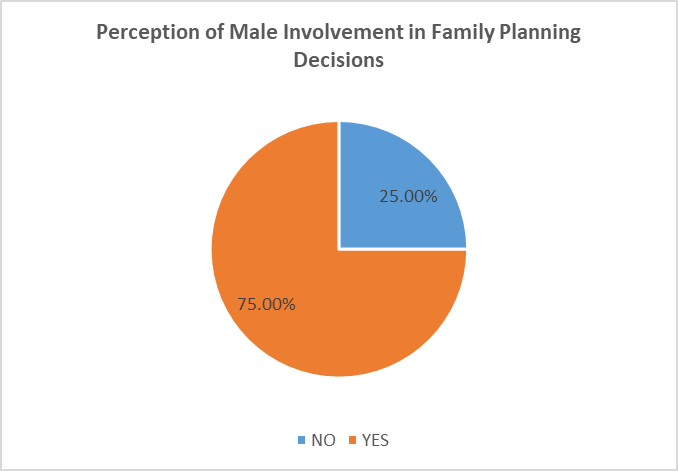 Perception of Male Involvement in Family Planning
Decisions
25.00%
75.00%
NO YES